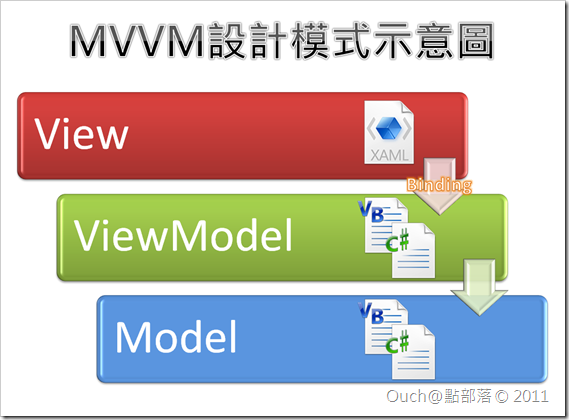 MVVM設計模式示意圖
View
XAML
Binding
ViewModel
VB
C#
Model
VB
C#
Ouch@點部落 © 2011